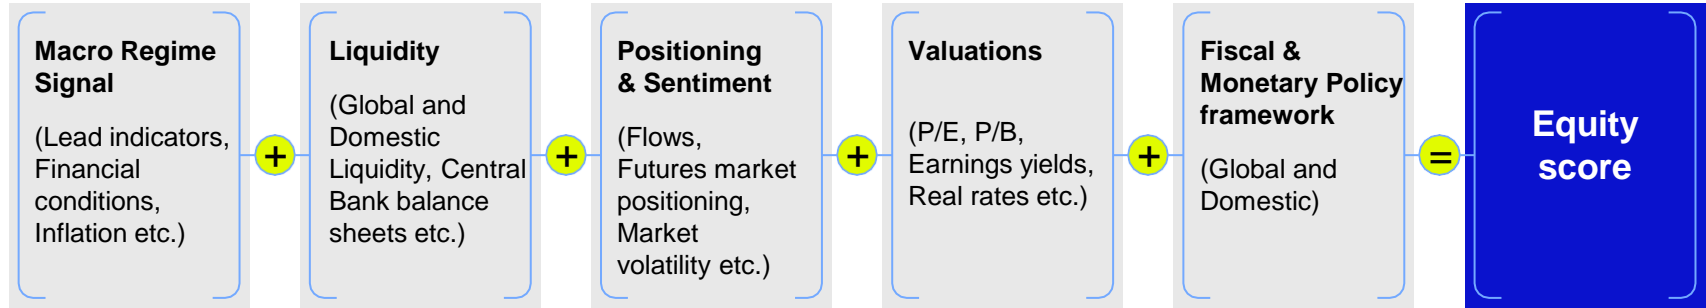 Macro Regime
Signal
(Lead indicators,
Financial
conditions,
Inflation etc.)
+
Liquidity
(Global and
Domestic
Liquidity, Central
Bank balance
sheets etc.)
+
Positioning
& Sentiment
(Flows,
Futures market
positioning,
Market
volatility etc.)
+
Valuations
(P/E, P/B,
Earnings yields,
Real rates etc.)
+
Fiscal &
Monetary Policy
framework
(Global and
Domestic)
=
Equity
score